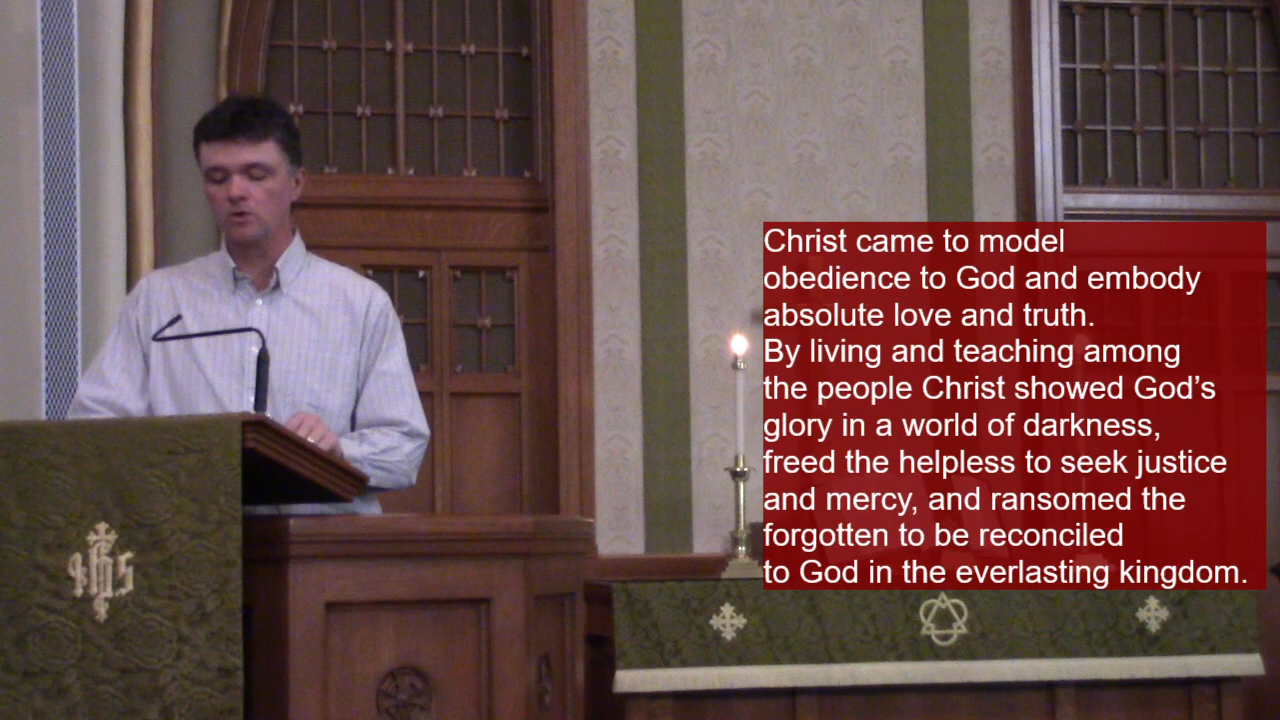 Christ came to model
obedience to God and embody
absolute love and truth.
By living and teaching among
the people Christ showed God’s
glory in a world of darkness,
freed the helpless to seek justice
and mercy, and ransomed the
forgotten to be reconciled
to God in the everlasting kingdom.
IHS